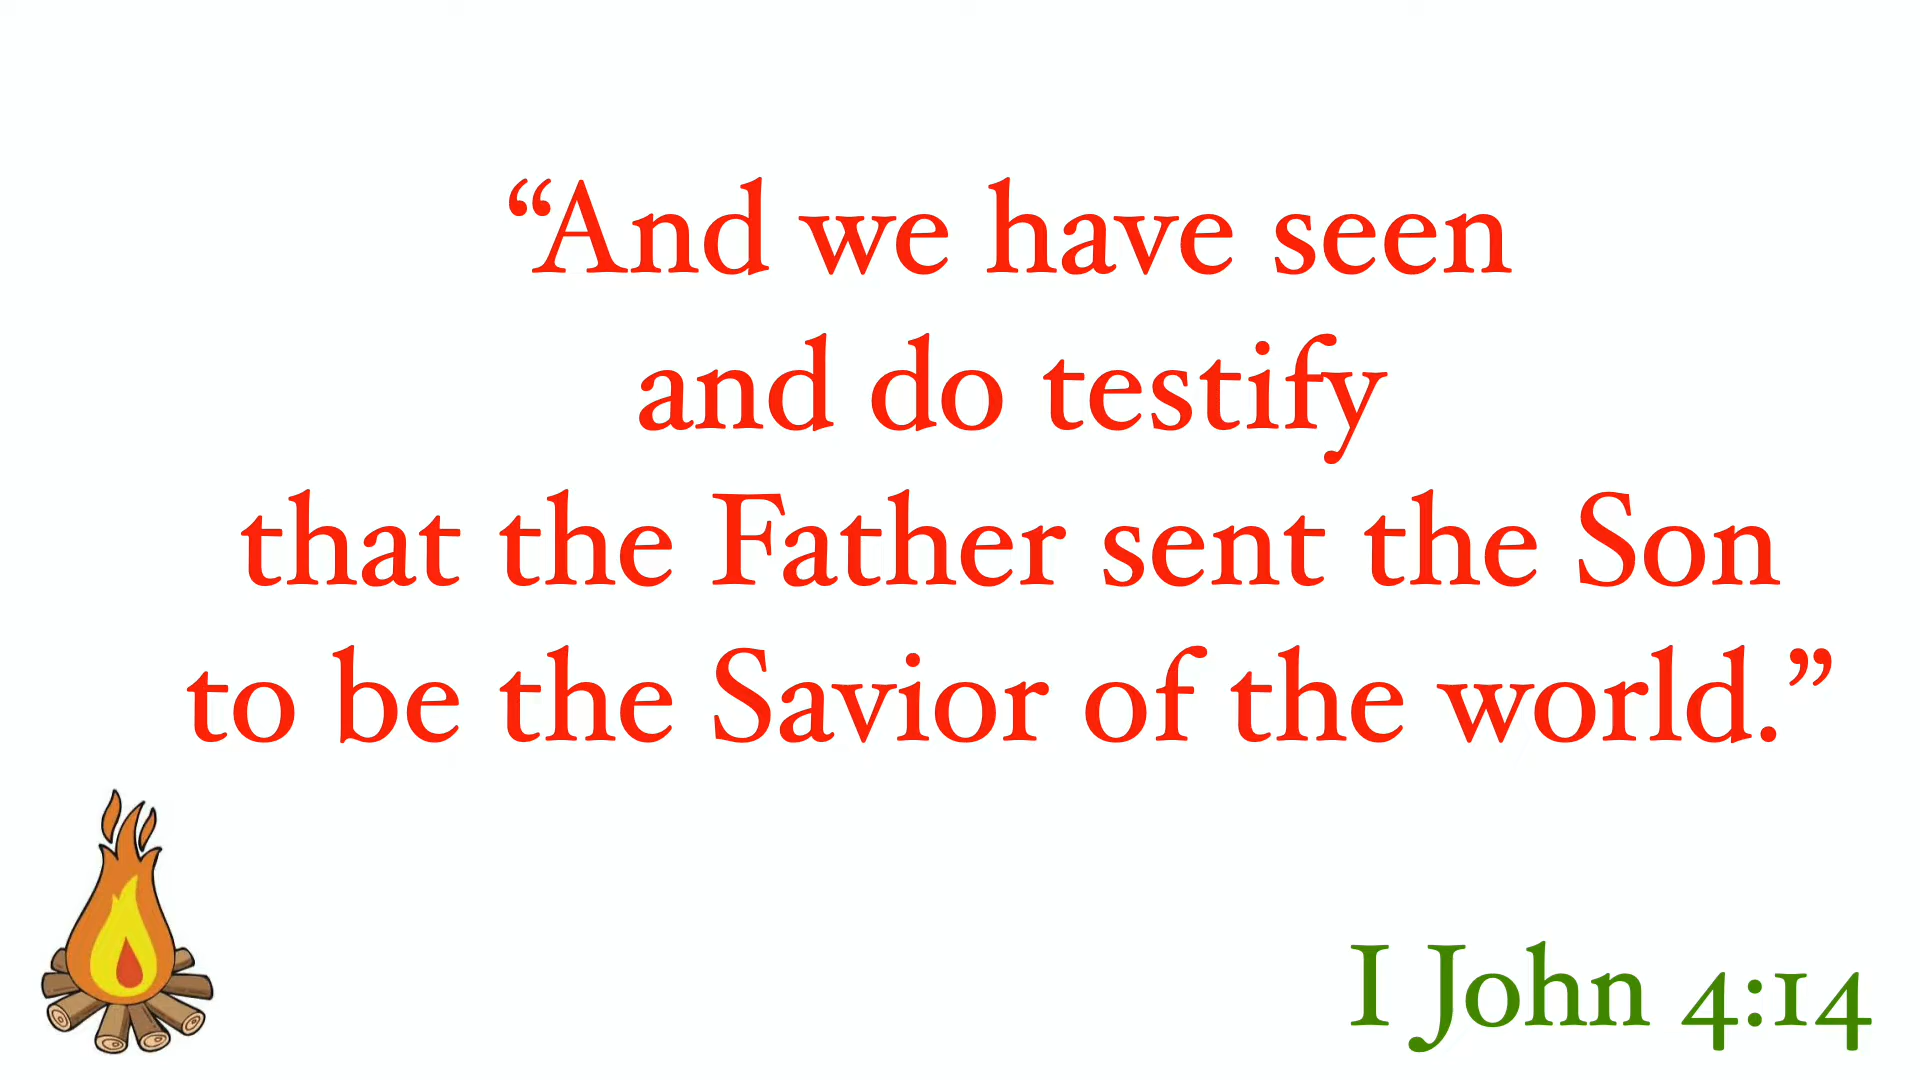 “And we have seen
and do testify
that the Father sent the Son
to be the Savior of the world.”
I John 4:14